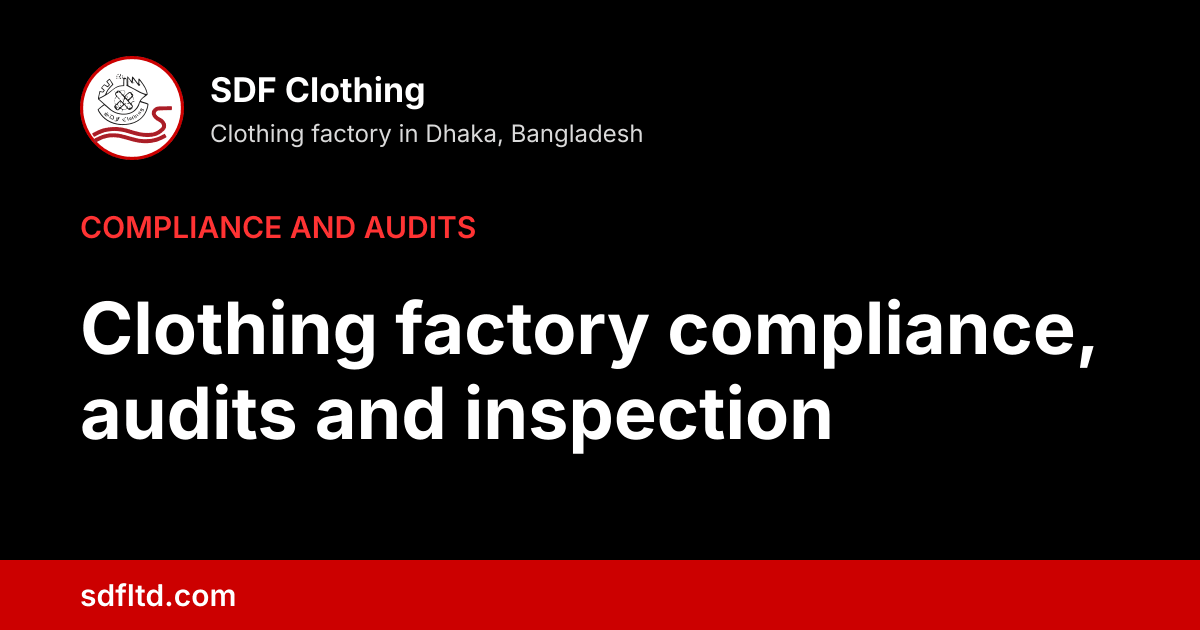 SDF Clothing
Clothing factory in Dhaka, Bangladesh
COMPLIANCE AND AUDITS
Clothing factory compliance,
audits and inspection
sdfltd.com